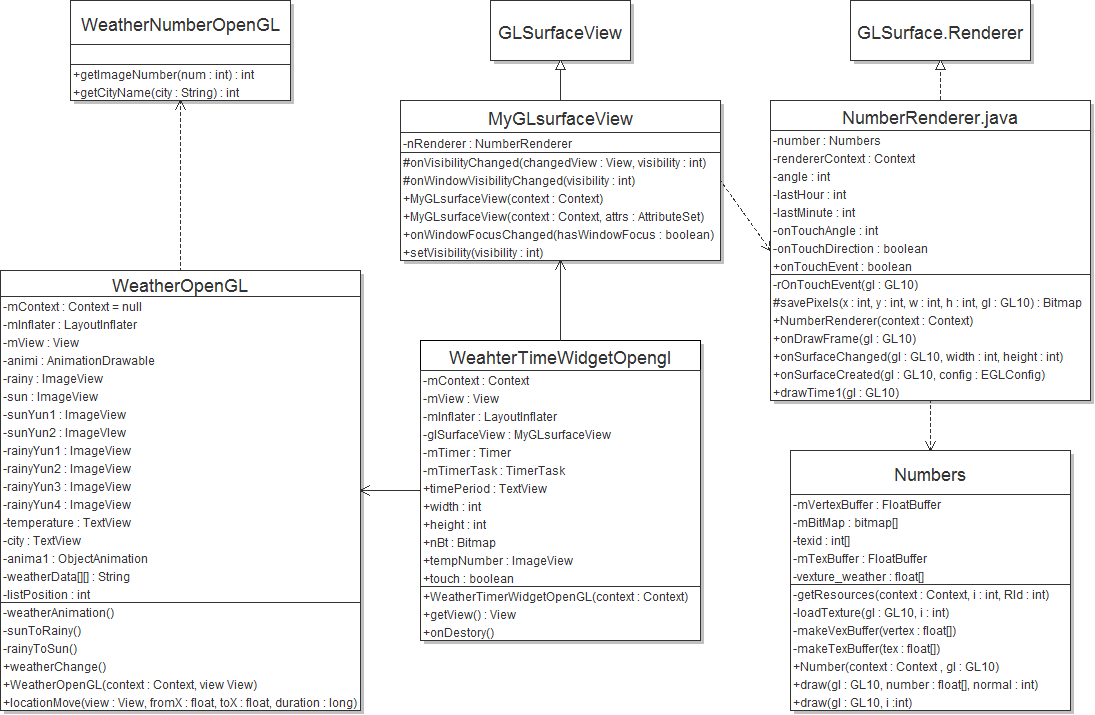 WeatherNumberOpenGL
+getImageNumber(num : int) : int
+getCityName(city : String) : int
GLSurfaceView
GLSurface.Renderer
MyGLsurfaceView
-nRenderer : NumberRenderer
#onVisibilityChanged(changedView : View, visibility : int)
#onWindowVisibilityChanged(visibility : int)
+MyGLsurfaceView(context : Context)
+MyGLsurfaceView(context : Context, attrs : AttributeSet)
+onWindowFocusChanged(hasWindowFocus : boolean)
+setVisibility(visibility : int)
NumberRenderer.java
-number : Numbers
-rendererContext : Context
-angle : int
-lastHour : int
-lastMinute : int
-onTouchAngle : int
-onTouchDirection : boolean
+onTouchEvent : boolean
-rOnTouchEvent(gl : GL10)
#savePixels(x : int, y : int, w : int, h : int, gl : GL10) : Bitmap
+NumberRenderer(context : Context)
+onDrawFrame(gl : GL10)
+onSurfaceChanged(gl : GL10, width : int, height : int)
+onSurfaceCreated(gl : GL10, config : EGLConfig)
+drawTime1(gl : GL10)
WeatherOpenGL
-mContext : Context = null
-mInflater : LayoutInflater
-mView : View
-animi : AnimationDrawable
-rainy : ImageView
-sun : ImageView
-sunYun1 : ImageView
-sunYun2 : ImageView
-rainyYun1 : ImageView
-rainyYun2 : ImageView
-rainyYun3 : ImageView
-rainyYun4 : ImageView
-temperature : TextView
-city : TextView
-anima1 : ObjectAnimation
-weatherData[][] : String
-listPosition : int
-weatherAnimation()
-sunToRainy()
-rainyToSun()
+weatherChange()
+WeatherOpenGL(context : Context, view View)
+locationMove(view : View, fromX : float, toX : float, duration : long)
WeahterTimeWidgetOpengl
-mContext : Context
-mView : View
-mInflater : LayoutInflater
-glSurfaceView : MyGLsurfaceView
-mTimer : Timer
-mTimerTask : TimerTask
+timePeriod : TextView
+width : int
+height : int
+nBt : Bitmap
+tempNumber : ImageView
+touch : boolean
+WeatherTimerWidgetOpenGL(context : Context)
+getView() : View
+onDestory()
Numbers
-mVertexBuffer : FloatBuffer
-mBitMap : bitmap[]
-texid : int[]
-mTexBuffer : FloatBuffer
-vexture_weather : float[]
-getResources(context : Context, i : int, RId : int)
-loadTexture(gl : GL10, i : int)
-makeVexBuffer(vertex : float[])
-makeTexBuffer(tex : float[])
+Number(context : Context , gl : GL10)
+draw(gl : GL10, number : float[], normal : int)
+draw(gl : GL10, i :int)